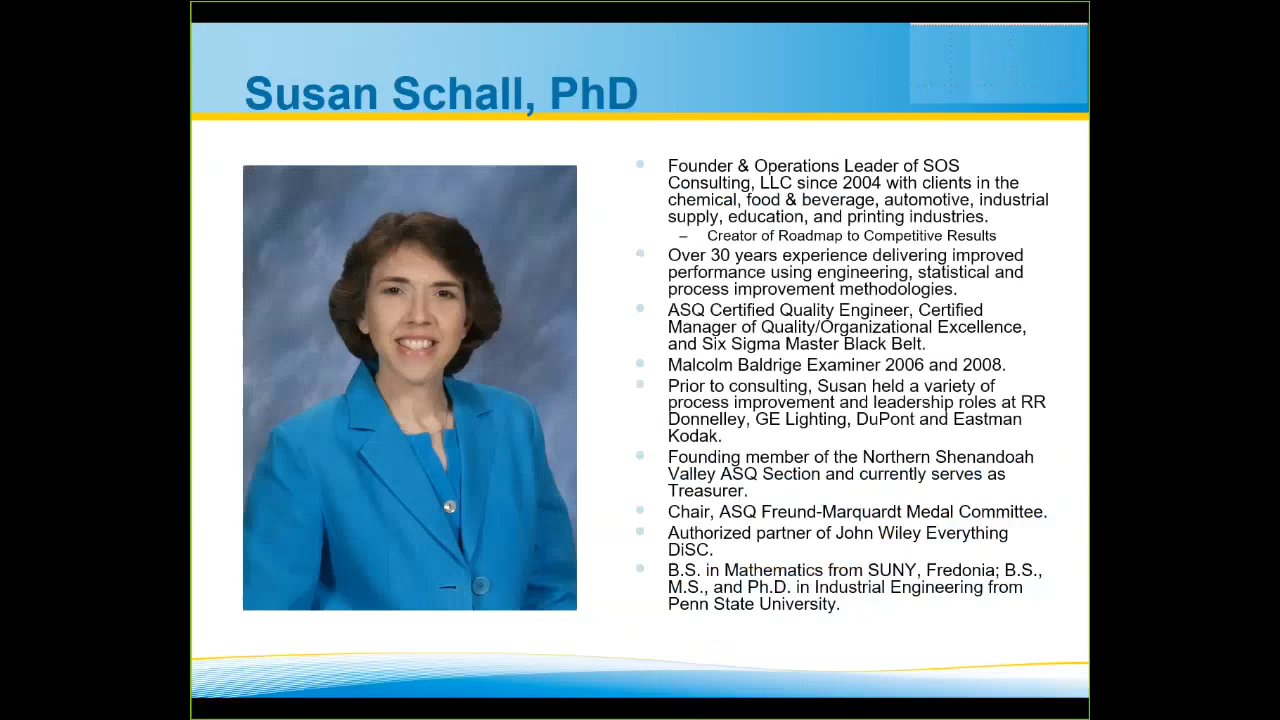 Susan Schall, PhD
Founder & Operations Leader of SOS
Consulting, LLC since 2004 with clients in the
chemical, food & beverage, automotive, industrial
supply, education, and printing industries.
– Creator of Roadmap to Competitive Results
Over 30 years experience delivering improved
performance using engineering, statistical and
process improvement methodologies.
ASQ Certified Quality Engineer, Certified
Manager of Quality/Organizational Excellence,
and Six Sigma Master Black Belt.
Malcolm Baldrige Examiner 2006 and 2008.
Prior to consulting, Susan held a variety of
process improvement and leadership roles at RR
Donnelley, GE Lighting, DuPont and Eastman
Kodak.
Founding member of the Northern Shenandoah
Valley ASQ Section and currently serves as
Treasurer.
Chair, ASQ Freund-Marquardt Medal Committee.
Authorized partner of John Wiley Everything
DiSC.
B.S. in Mathematics from SUNY, Fredonia; B.S.,
M.S., and Ph.D. in Industrial Engineering from
Penn State University.